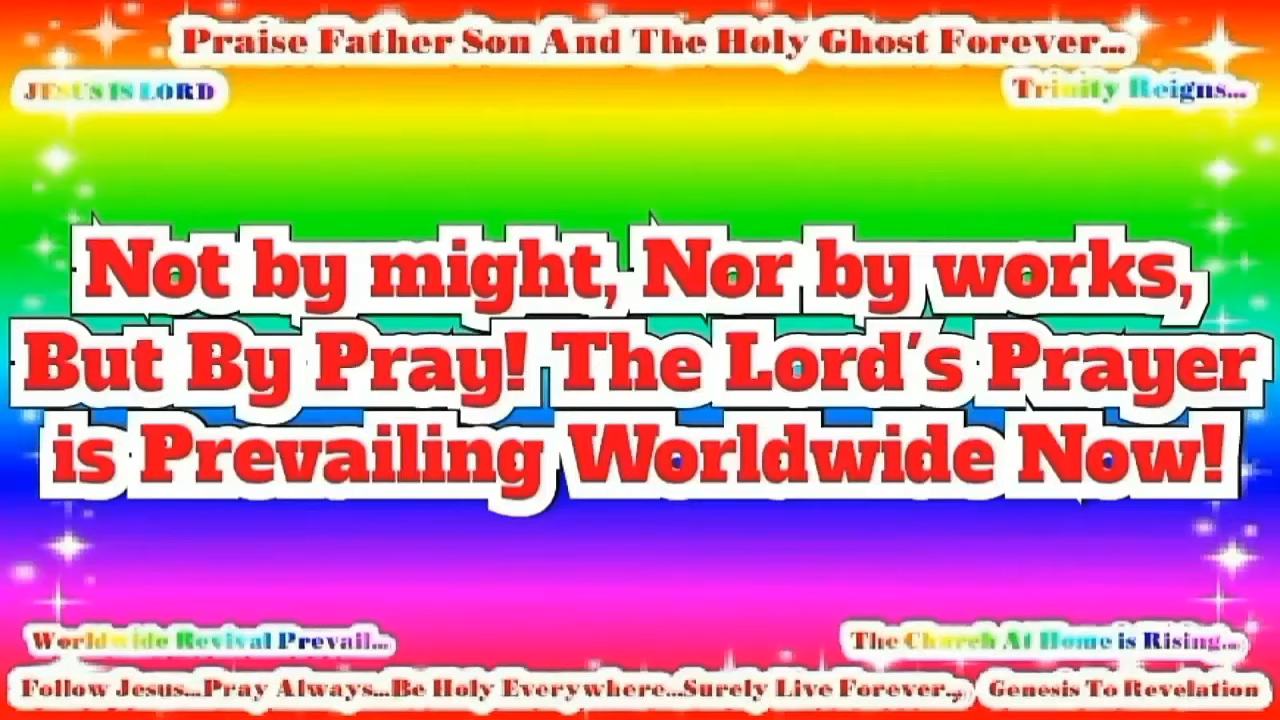 Praise Father Son And The Holy Ghost Forever...
JESUS IS LORD
Trinity Reigns...
Not by might, Nor by works,
But By Pray! The Lord's Prayer
is Prevailing Worldwide Now!
Worldwide Revival Prevail...
The Church At Home is Rising...
Follow Jesus...Pray Always...Be Holy Everywhere...Surely Live Forever...
Genesis To Revelation